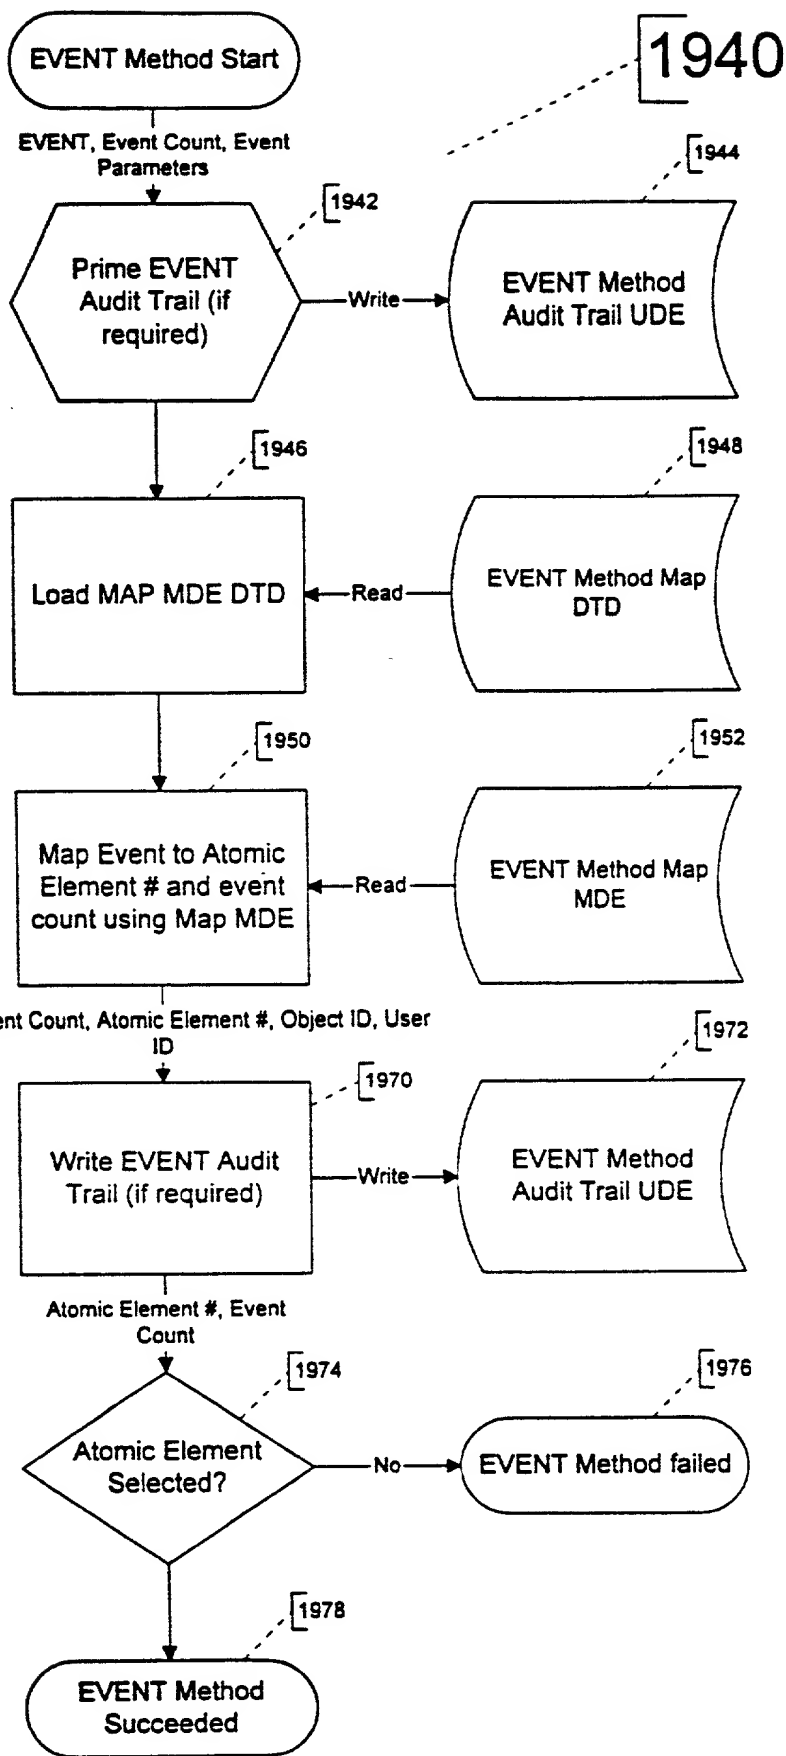 EVENT Method Start
1940
EVENT, Event Count, Event
Parameters
1942
1944
Prime EVENT
Audit Trail (if
required)
Write
EVENT Method
Audit Trail UDE
1946
1948
Load MAP MDE DTD
Read
EVENT Method Map
DTD
1950
1952
Map Event to Atomic
Element # and event
count using Map MDE
Read
EVENT Method Map
MDE
Count, Atomic Element #, Object ID, User
ID
1970
1972
Write EVENT Audit
Trail (if required)
Write
EVENT Method
Audit Trail UDE
Atomic Element #, Event
Count
1974
1976
Atomic Element
Selected?
No
EVENT Method failed
1978
EVENT Method
Succeeded